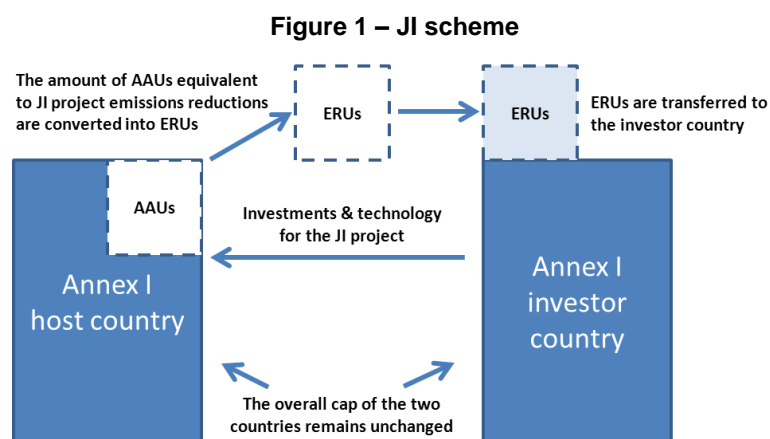 Figure 1 – JI scheme
The amount of AAUs equivalent
to JI project emissions reductions
are converted into ERUs
ERUs
ERUs
ERUs are transferred to
the investor country
AAUs
Investments & technology
for the JI project
Annex I
host country
Annex I
investor
country
The overall cap of the two
countries remains unchanged